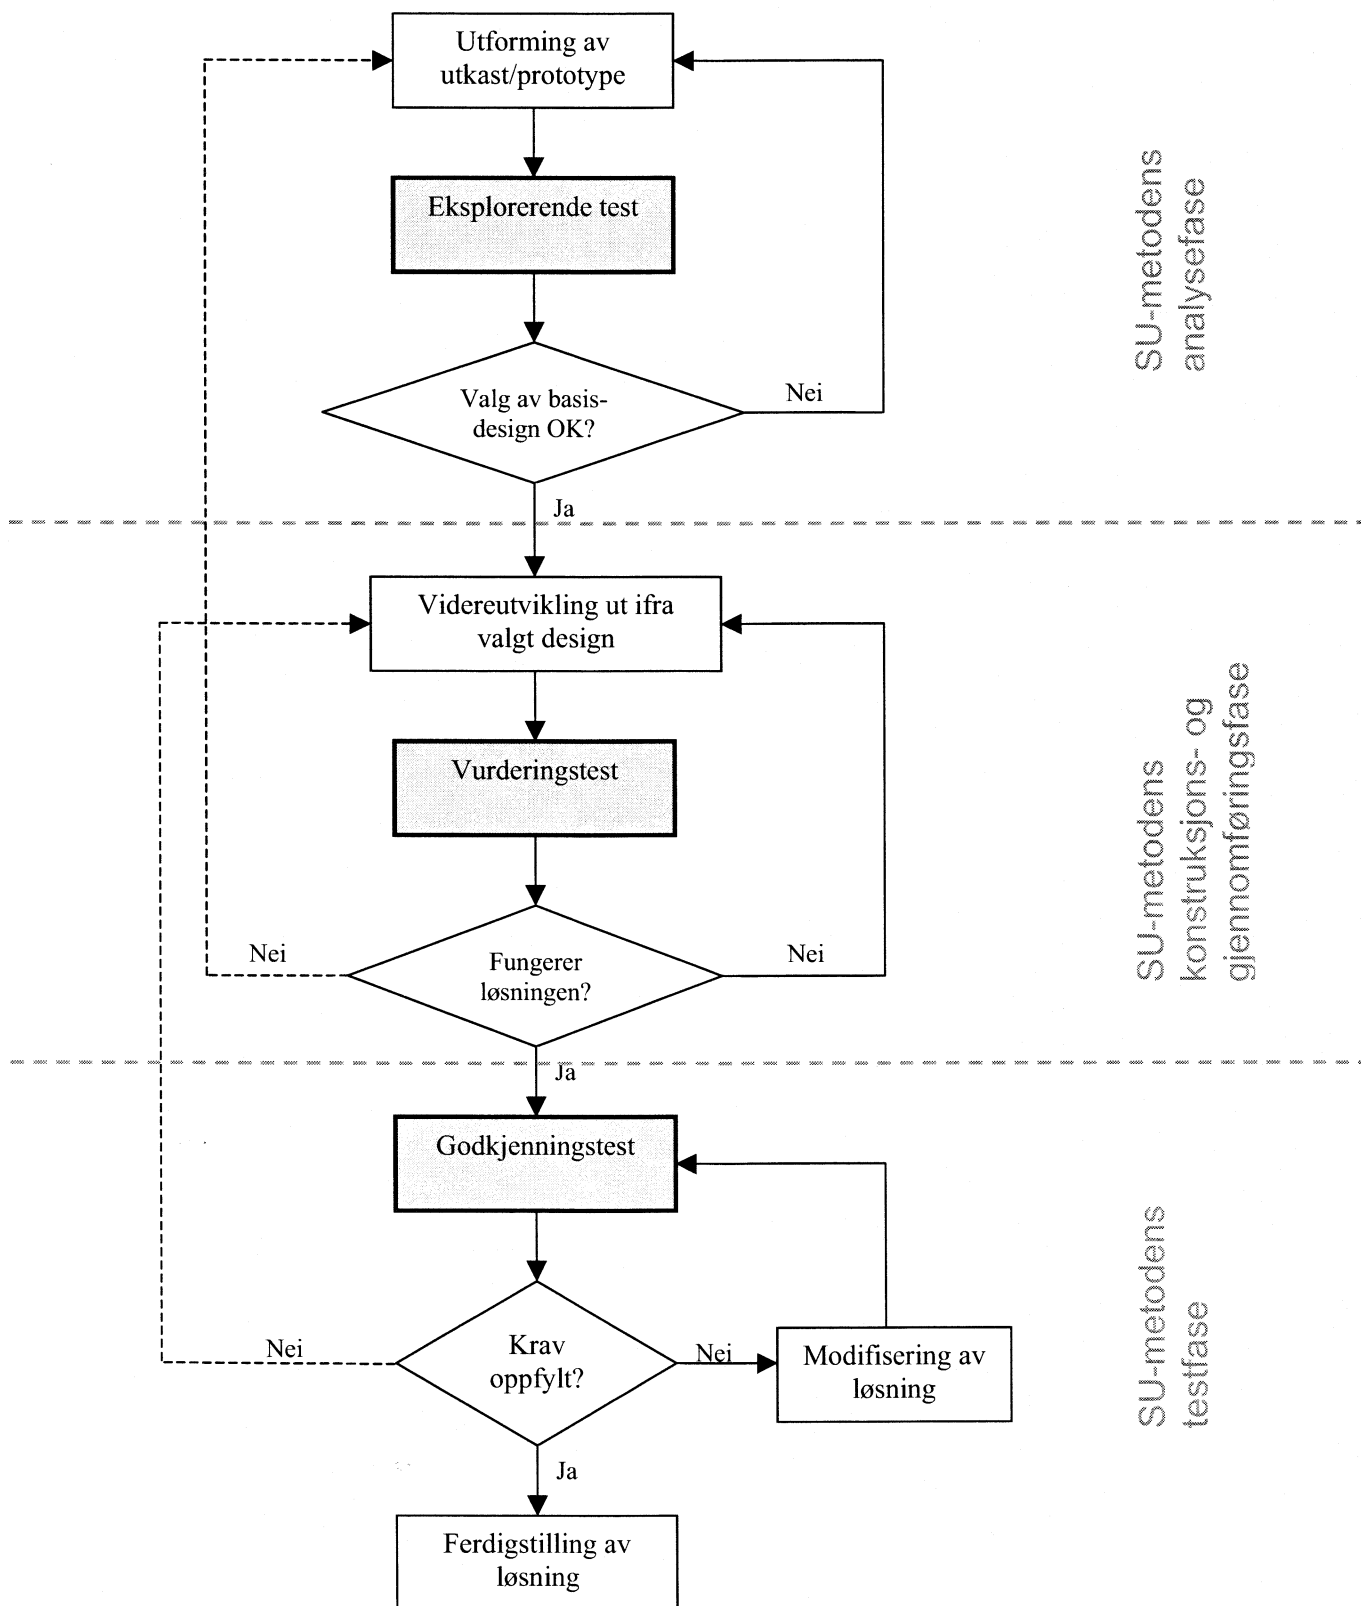 Utforming av
utkast/prototype
Eksplorerende test
Valg av basis-
design OK?
Nei
Ja
SU-metodens
analysefase
Videreutvikling ut ifra
valgt design
Vurderingstest
Nei
Fungerer
løsningen?
Nei
Ja
SU-metodens
konstruksjons- og
gjennomføringsfase
Godkjenningstest
Nei
Krav
oppfylt?
Nei
Modifisering av
løsning
Ja
Ferdigstilling av
løsning
SU-metodens
testfase